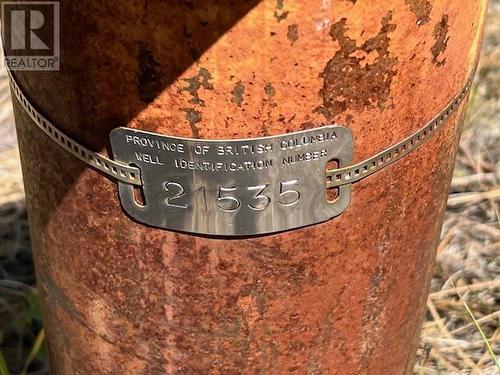 R
REALTOR
PROVINCE OF BRITISH COLUMBIA
WELL IDENTIFICATION NUMBER
21535